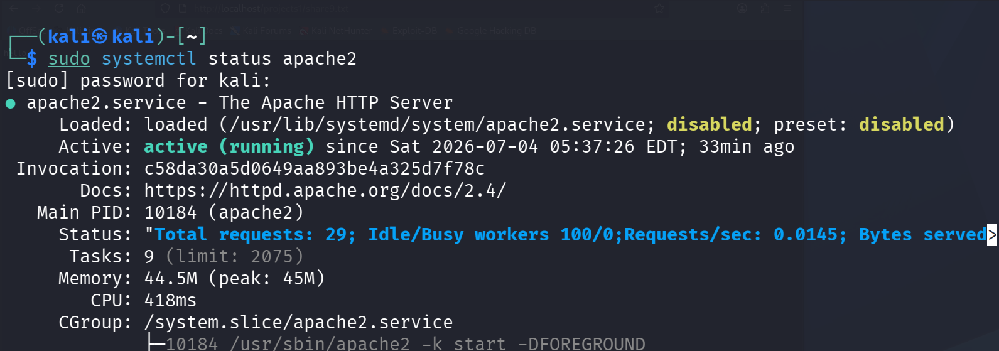 http://localhost/
OffSec Kali Docs Kali Forums Kali NetHunter Exploit-DB Google Hacking DB
┌──(kali㉿kali)-[~]
└─$ sudo systemctl status apache2
[sudo] password for kali:
● apache2.service - The Apache HTTP Server
Loaded: loaded (/usr/lib/systemd/system/apache2.service; disabled; preset: disabled)
Active: active (running) since Sat 2026-07-04 05:37:26 EDT; 33min ago
Invocation: c58da30a5d0649aa893be4a325d7f78c
Docs: https://httpd.apache.org/docs/2.4/
Main PID: 10184 (apache2)
Status: "Total requests: 29; Idle/Busy workers 100/0;Requests/sec: 0.0145; Bytes served>
Tasks: 9 (limit: 2075)
Memory: 44.5M (peak: 45M)
CPU: 418ms
CGroup: /system.slice/apache2.service
├─10184 /usr/sbin/apache2 -k start -DFOREGROUND